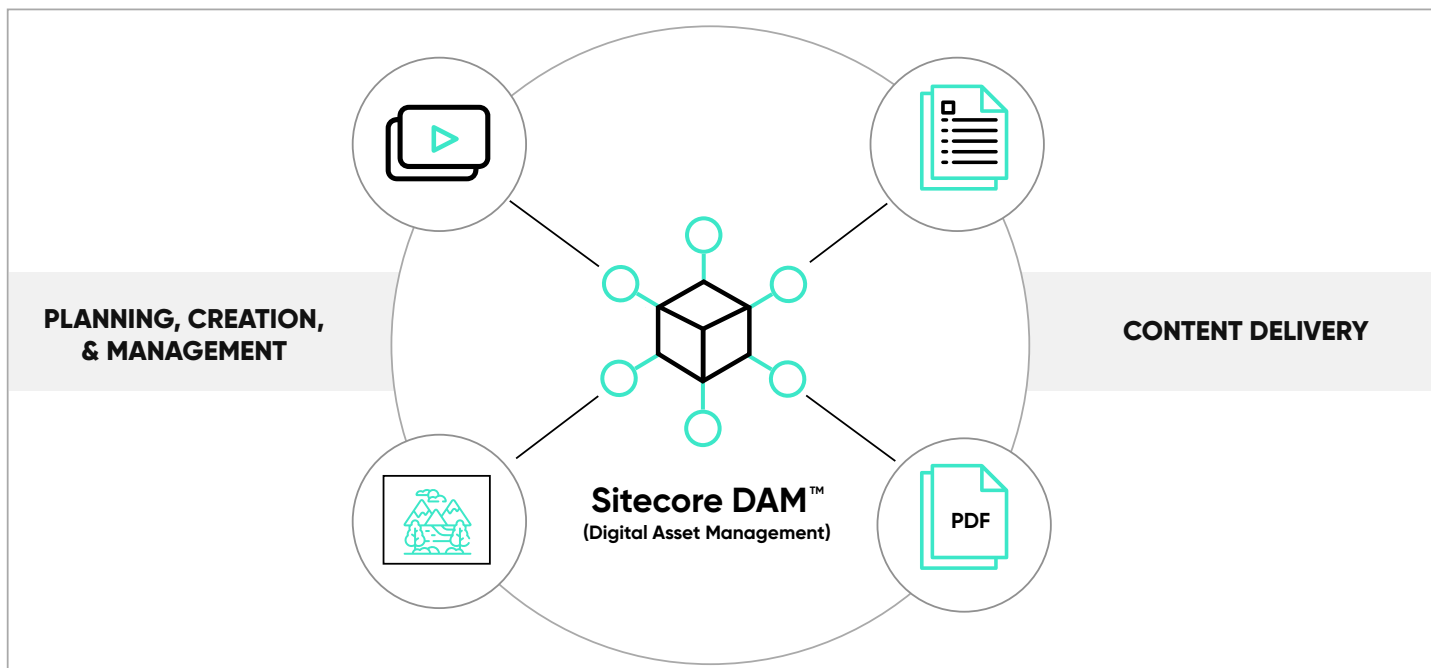 PLANNING, CREATION,
& MANAGEMENT
CONTENT DELIVERY
Sitecore DAM™
(Digital Asset Management)
PDF